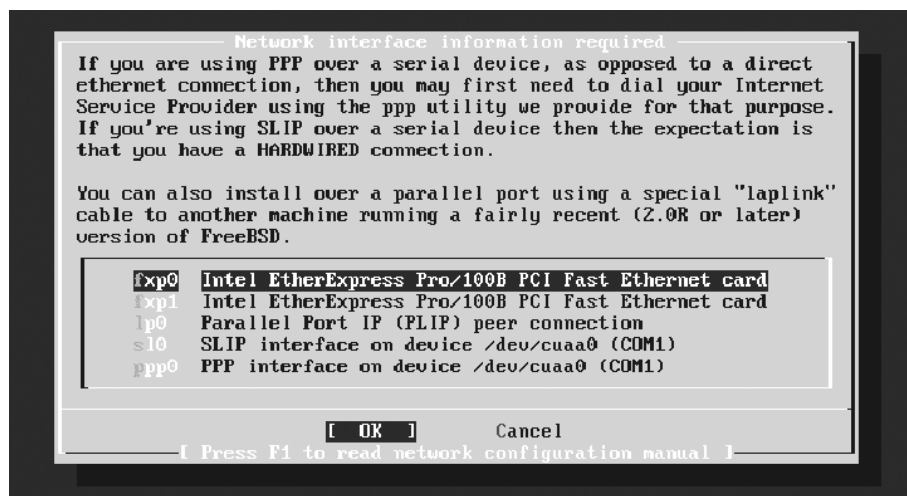 Network interface information required
If you are using PPP over a serial device, as opposed to a direct
ethernet connection, then you may first need to dial your Internet
Service Provider using the ppp utility we provide for that purpose.
If you're using SLIP over a serial device then the expectation is
that you have a HARDWIRED connection.
You can also install over a parallel port using a special "laplink"
cable to another machine running a fairly recent (2.0R or later)
version of FreeBSD.
fxp0 Intel EtherExpress Pro/100B PCI Fast Ethernet card
fxp1 Intel EtherExpress Pro/100B PCI Fast Ethernet card
lp0 Parallel Port IP (PLIP) peer connection
sl0 SLIP interface on device /dev/cuaa0 (COM1)
ppp0 PPP interface on device /dev/cuaa0 (COM1)
[ OK ] Cancel
[ Press F1 to read network configuration manual ]